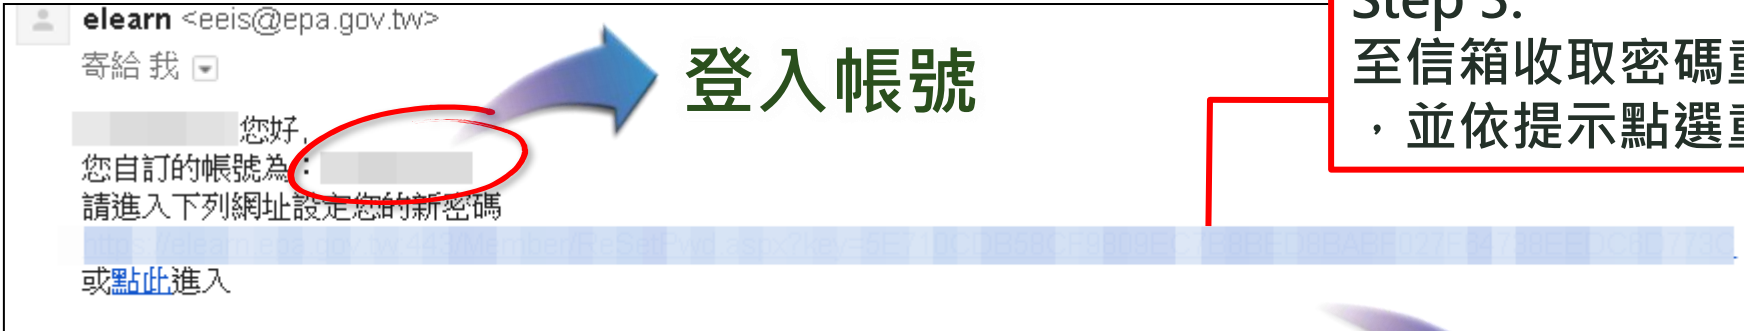 elearn <eeis@epa.gov.tw>
寄給 我
您好,
您自訂的帳號為：
請進入下列網址設定您的新密碼
或點此進入
登入帳號
Step 3:
至信箱收取密碼重
，並依提示點選重